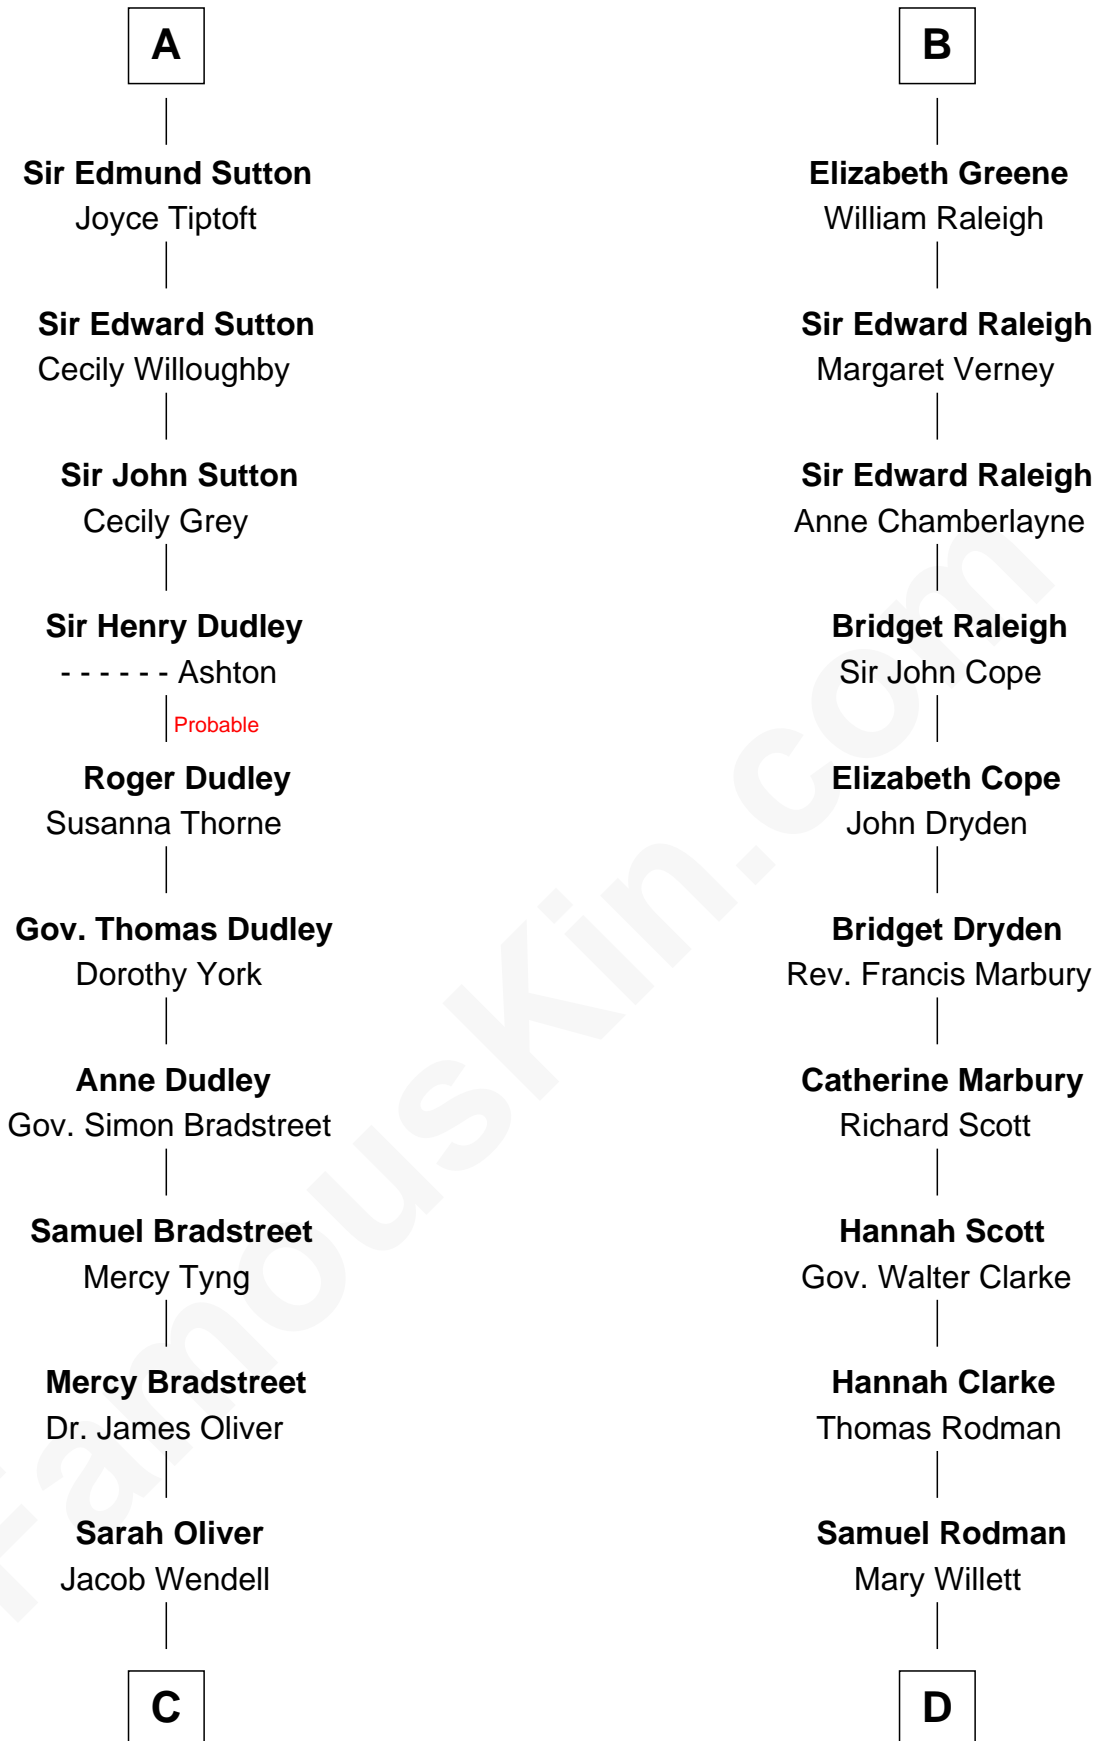 A
Sir Edmund Sutton
Joyce Tiptoft
Sir Edward Sutton
Cecily Willoughby
Sir John Sutton
Cecily Grey
Sir Henry Dudley
- - - - - - Ashton
Probable
Roger Dudley
Susanna Thorne
Gov. Thomas Dudley
Dorothy York
Anne Dudley
Gov. Simon Bradstreet
Samuel Bradstreet
Mercy Tyng
Mercy Bradstreet
Dr. James Oliver
Sarah Oliver
Jacob Wendell
C
B
Elizabeth Greene
William Raleigh
Sir Edward Raleigh
Margaret Verney
Sir Edward Raleigh
Anne Chamberlayne
Bridget Raleigh
Sir John Cope
Elizabeth Cope
John Dryden
Bridget Dryden
Rev. Francis Marbury
Catherine Marbury
Richard Scott
Hannah Scott
Gov. Walter Clarke
Hannah Clarke
Thomas Rodman
Samuel Rodman
Mary Willett
D
FamousKin.com